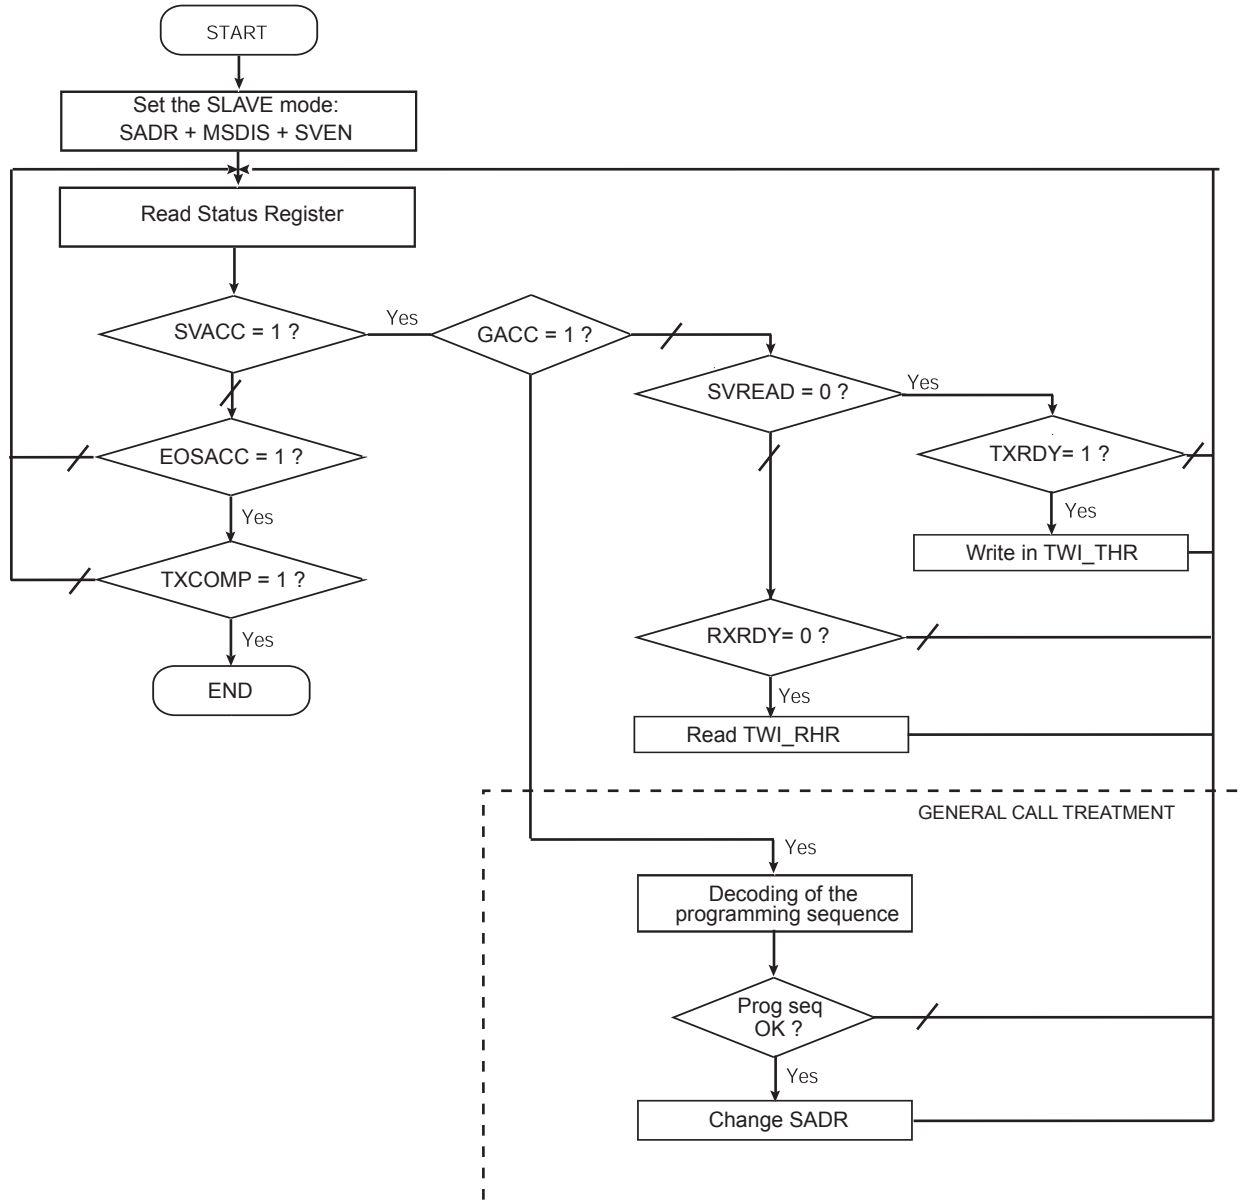 START
Set the SLAVE mode:
SADR + MSDIS + SVEN
Read Status Register
SVACC = 1 ?
Yes
GACC = 1 ?
SVREAD = 0 ?
Yes
EOSACC = 1 ?
TXRDY= 1 ?
Yes
Yes
Write in TWI_THR
TXCOMP = 1 ?
RXRDY= 0 ?
Yes
END
Yes
Read TWI_RHR
GENERAL CALL TREATMENT
Yes
Decoding of the
programming sequence
Prog seq
OK ?
Yes
Change SADR